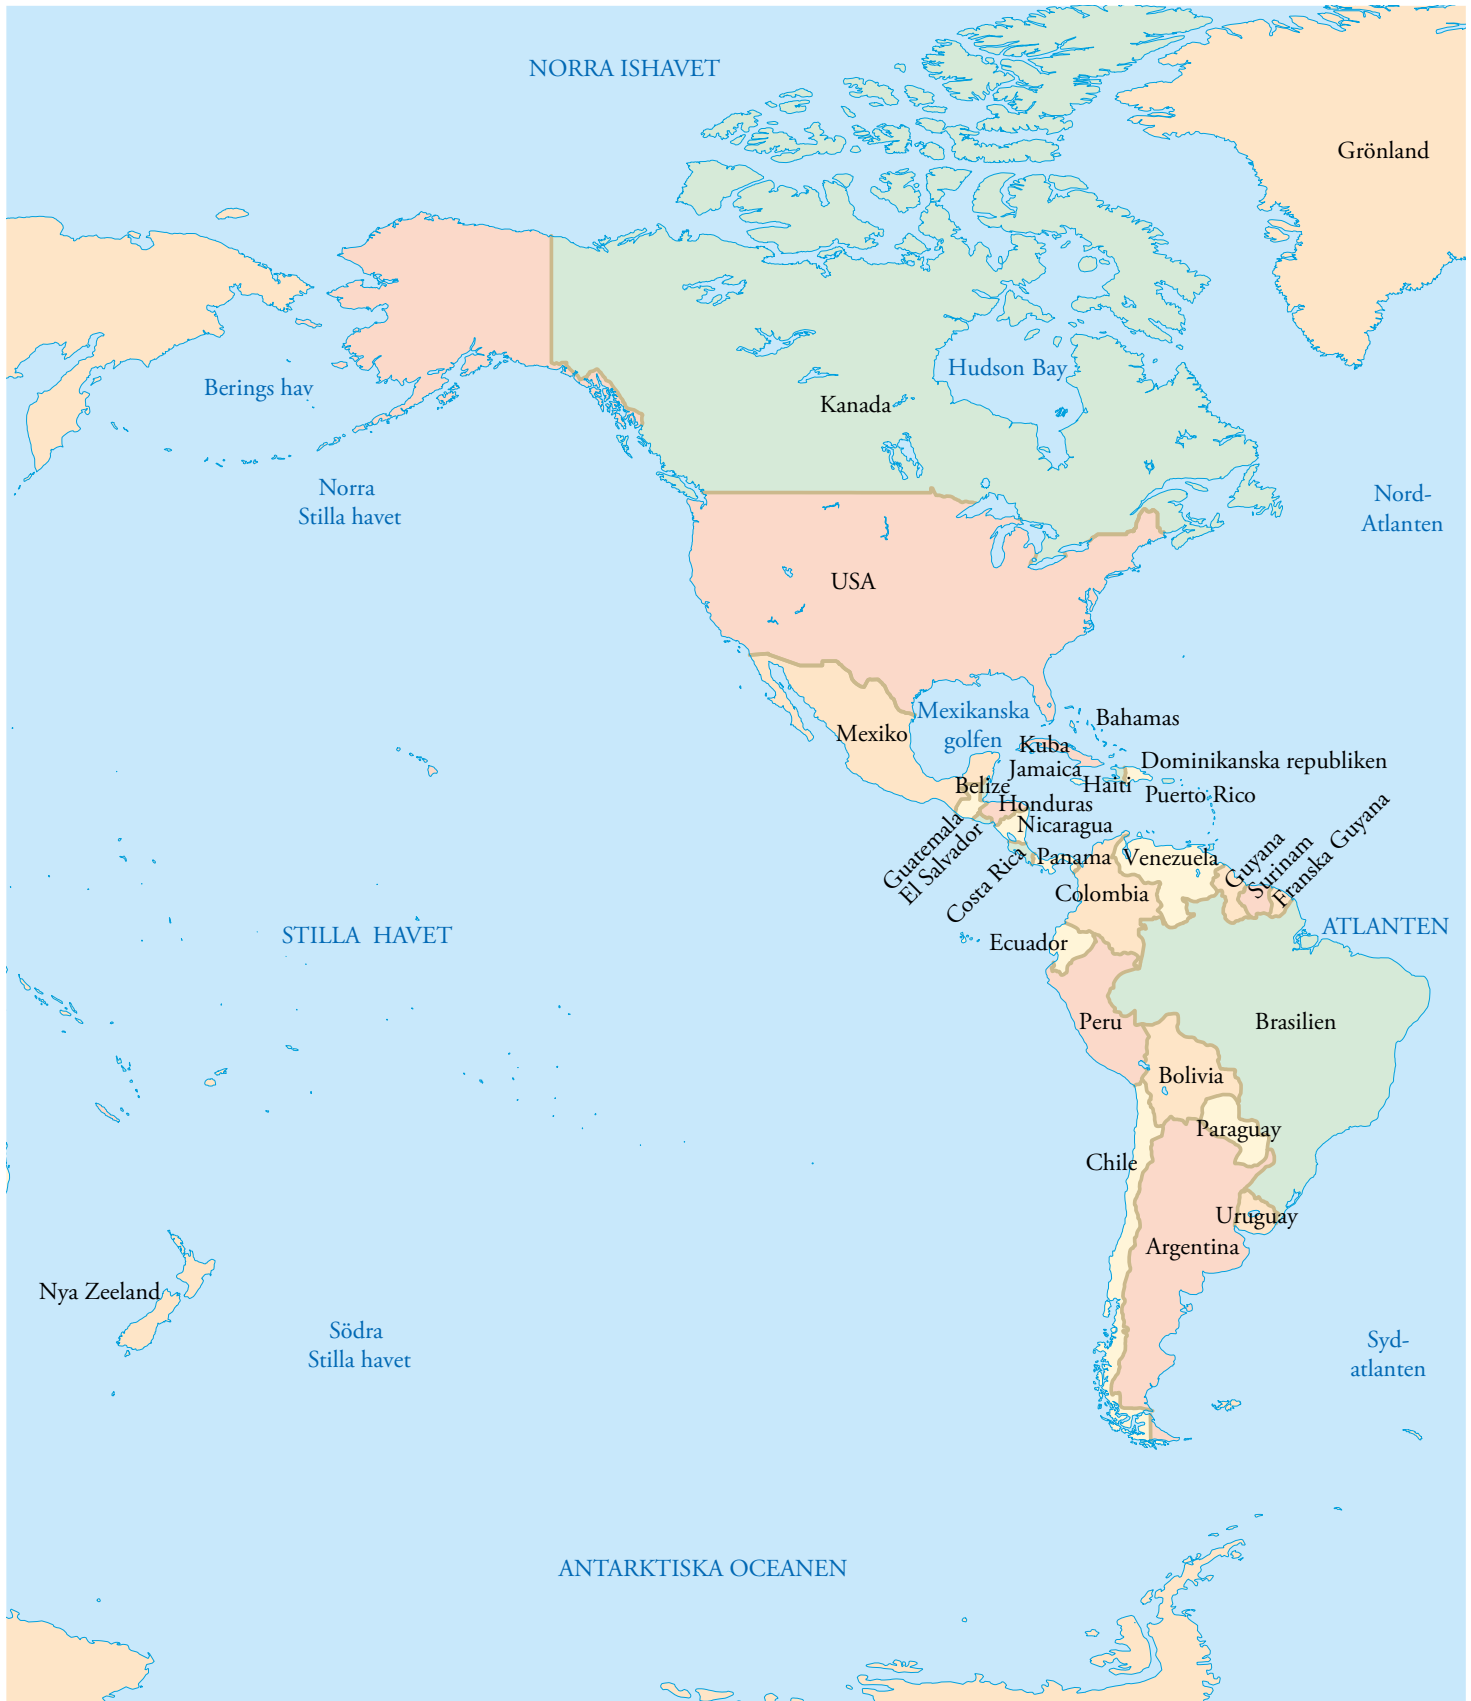 NORRA ISHAVET
Grönland
Hudson Bay
Berings hav
Kanada
Norra
Stilla havet
Nord-
Atlanten
USA
Mexikanska
golfen
Bahamas
Mexiko
Kuba
Dominikanska republiken
Jamaica
Haiti
Belize
Puerto Rico
Honduras
Nicaragua
Guatemala
El Salvador
Costa Rica
Panama
Venezuela
Guyana
Surinam
Franska Guyana
Colombia
STILLA HAVET
ATLANTEN
Ecuador
Peru
Brasilien
Bolivia
Paraguay
Chile
Uruguay
Argentina
Nya Zeeland
Södra
Stilla havet
Syd-
atlanten
ANTARKTISKA OCEANEN